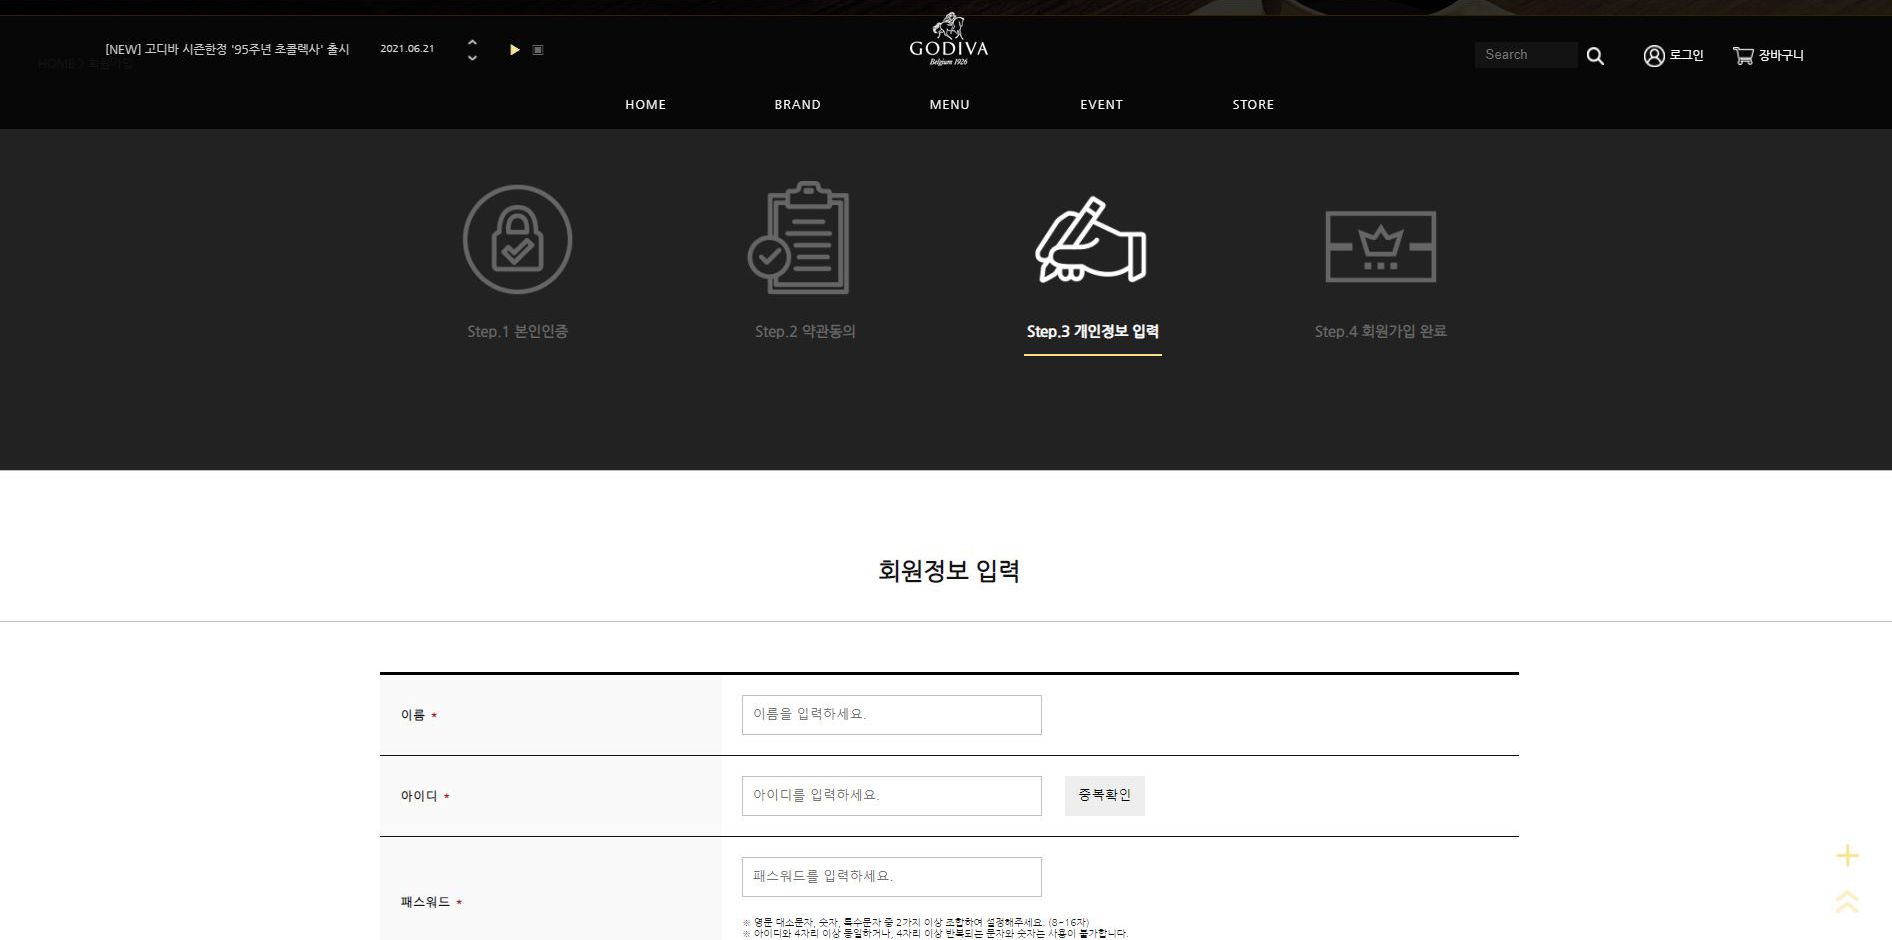 [NEW] 고디바 시즌한정 '95주년 초콜렉사' 출시
2021.06.21
HOME > 회원가입
GODIVA
Belgium 1926
Search
로그인
장바구니
HOME
BRAND
MENU
EVENT
STORE
Step.1 본인인증
Step.2 약관동의
Step.3 개인정보 입력
Step.4 회원가입 완료
회원정보 입력
이름 *
이름을 입력하세요.
아이디 *
아이디를 입력하세요.
중복확인
패스워드 *
패스워드를 입력하세요.
※ 영문 대소문자, 숫자, 특수문자 중 2가지 이상 조합하여 설정해주세요. (8~16자)
※ 아이디와 4자리 이상 동일하거나, 4자리 이상 반복되는 문자와 숫자는 사용이 불가합니다.